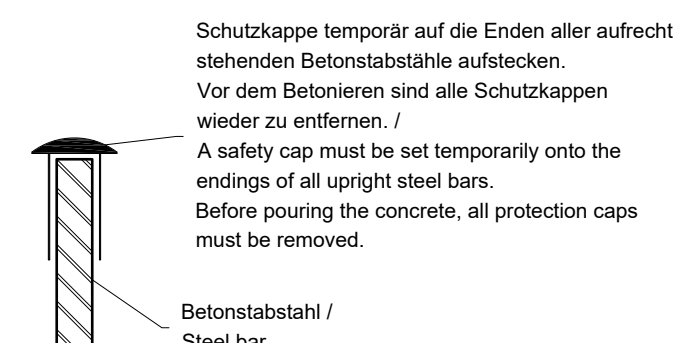 Schutzkappe temporär auf die Enden aller aufrecht
stehenden Betonstabstähle aufstecken.
Vor dem Betonieren sind alle Schutzkappen
wieder zu entfernen. /
A safety cap must be set temporarily onto the
endings of all upright steel bars.
Before pouring the concrete, all protection caps
must be removed.
Betonstabstahl /
Steel bar